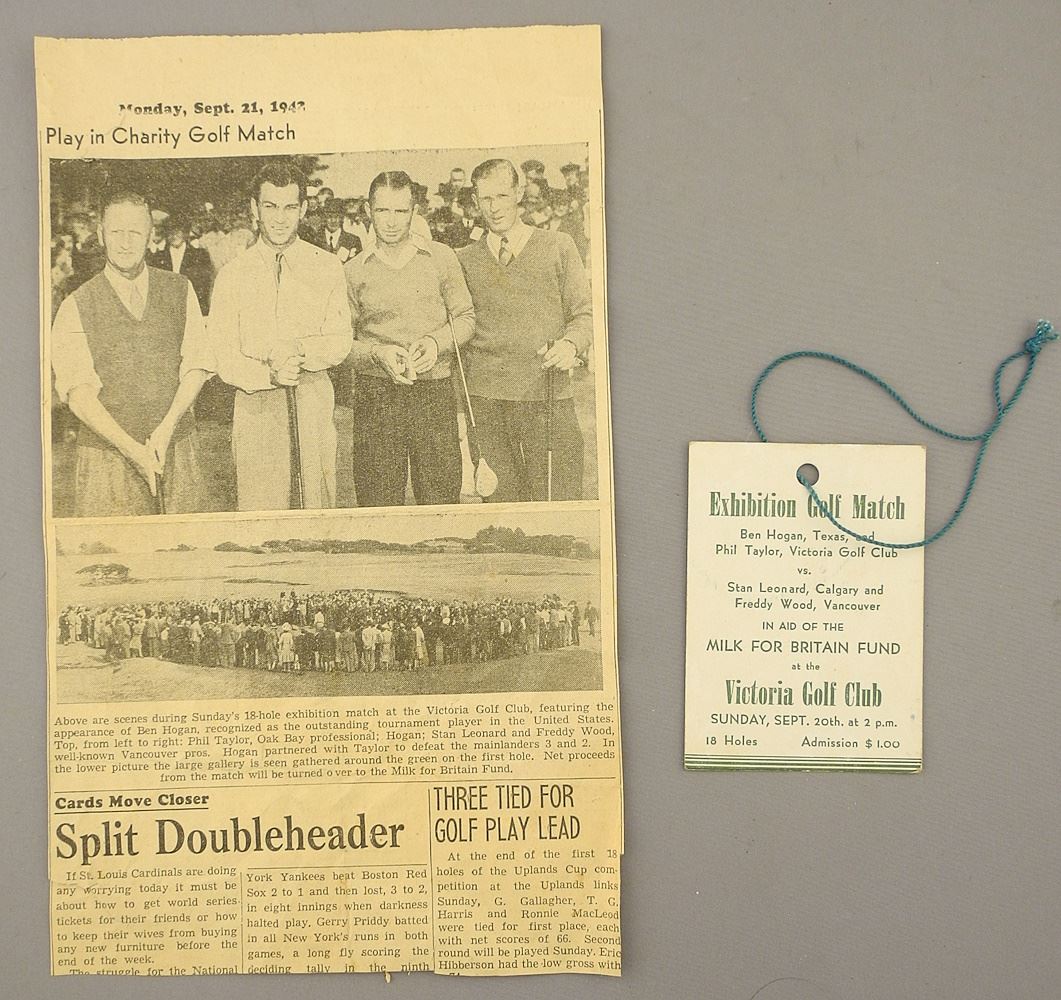 Monday, Sept. 21, 1942
Play in Charity Golf Match
Above are scenes during Sunday's 18-hole exhibition match at the Victoria Golf Club, featuring the
appearance of Ben Hogan, recognized as the outstanding tournament player in the United States.
Top, from left to right: Phil Taylor, Oak Bay professional; Hogan; Stan Leonard and Freddy Wood,
well-known Vancouver pros. Hogan partnered with Taylor to defeat the mainlanders 3 and 2. In
the lower picture the large gallery is seen gathered around the green on the first hole. Net proceeds
from the match will be turned over to the Milk for Britain Fund.
Cards Move Closer
Split Doubleheader
If St. Louis Cardinals are doing
any worrying today it must be
about how to get world series
tickets for their friends or how
to keep their wives from buying
any new furniture before the
end of the week.
The struggle for the National
York Yankees beat Boston Red
Sox 2 to 1 and then lost, 3 to 2,
in eight innings when darkness
halted play. Gerry Priddy batted
in all New York's runs in both
games, a long fly scoring the
deciding tally in the ninth
THREE TIED FOR
GOLF PLAY LEAD
At the end of the first 18
holes of the Uplands Cup com-
petition at the Uplands links
Sunday, G. Gallagher, T. G.
Harris and Ronnie MacLeod
were tied for first place, each
with net scores of 66. Second
round will be played Sunday. Eric
Hibberson had the low gross with
Exhibition Golf Match
Ben Hogan, Texas, and
Phil Taylor, Victoria Golf Club
vs.
Stan Leonard, Calgary and
Freddy Wood, Vancouver
IN AID OF THE
MILK FOR BRITAIN FUND
at the
Victoria Golf Club
SUNDAY, SEPT. 20th. at 2 p.m.
18 Holes Admission $1.00